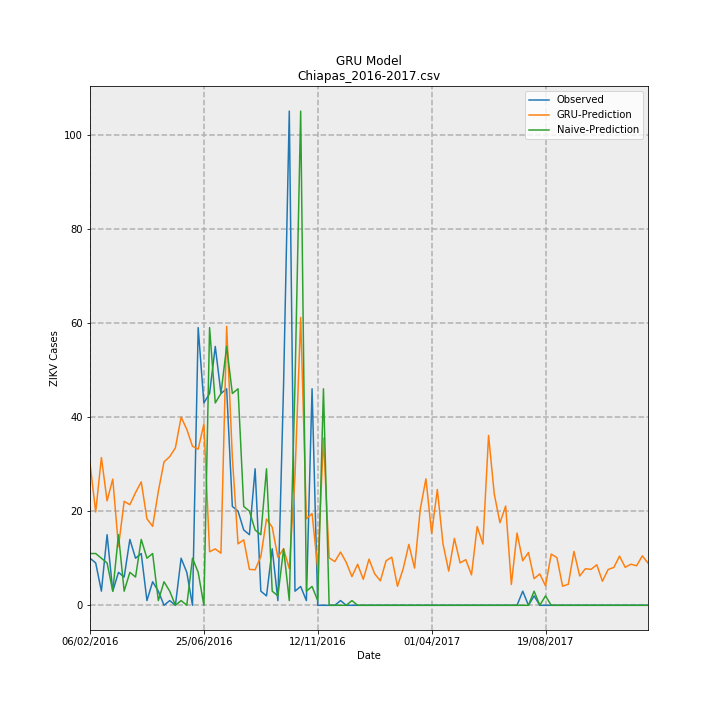 GRU Model
Chiapas_2016-2017.csv
Observed
GRU-Prediction
Naive-Prediction
100
80
60
40
20
0
ZIKV Cases
06/02/2016
25/06/2016
12/11/2016
01/04/2017
19/08/2017
Date